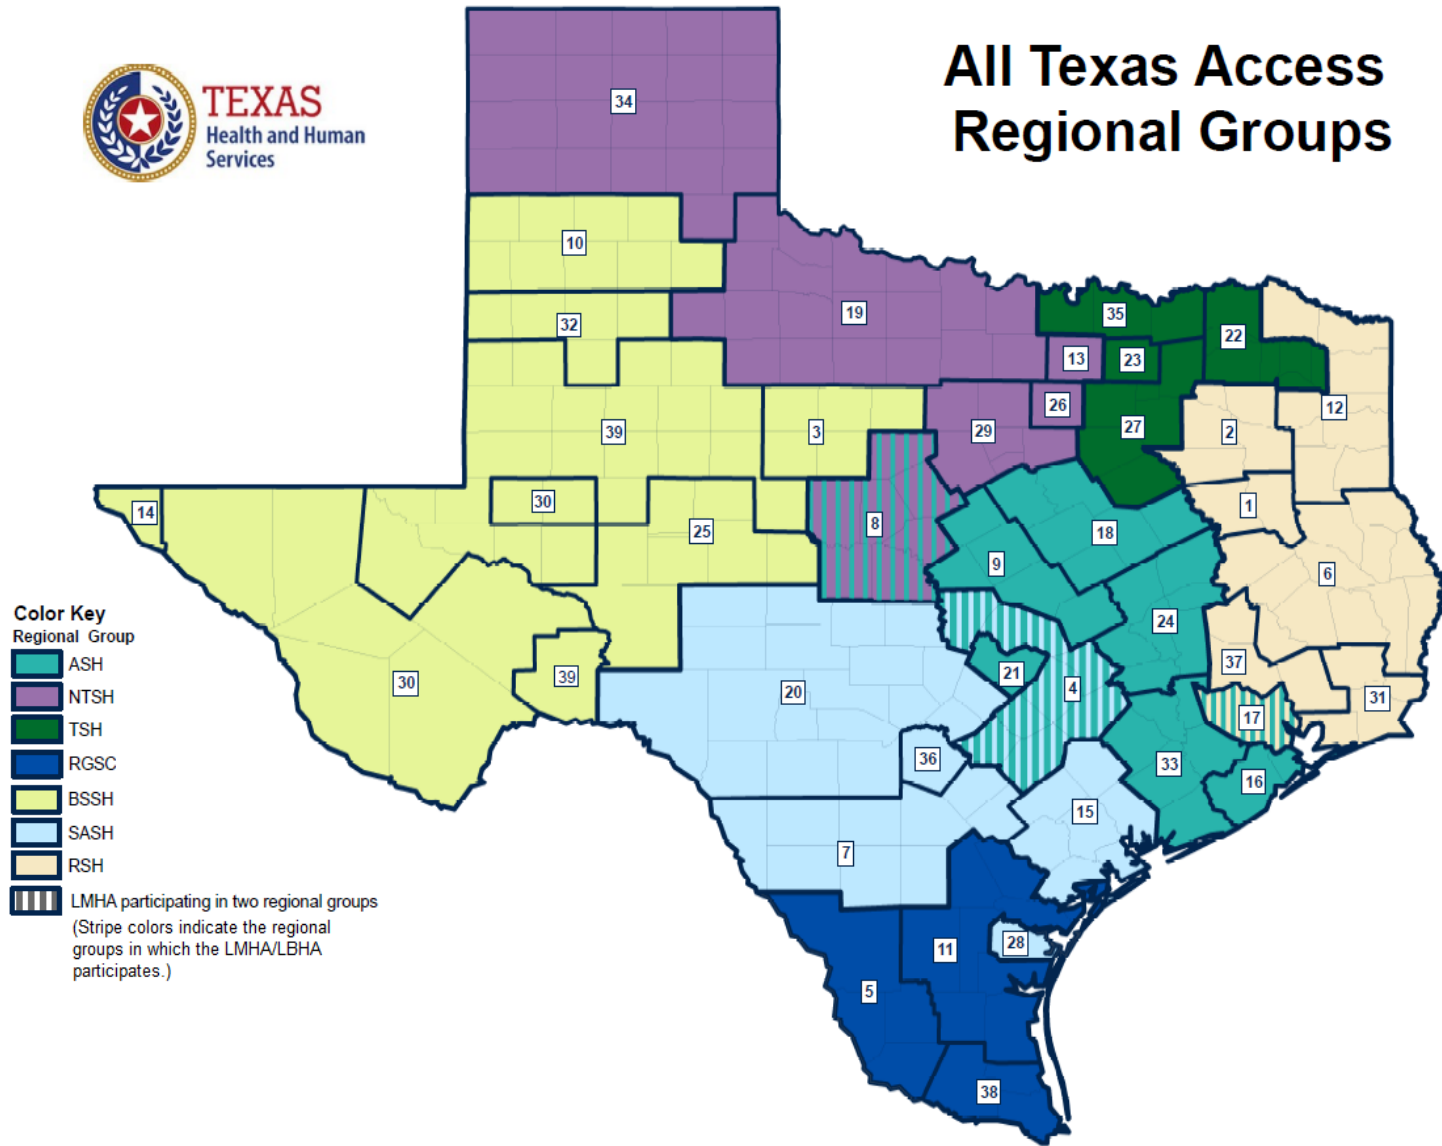 All Texas Access
Regional Groups
TEXAS
Health and Human
Services
34
10
32
19
35
22
13
23
12
3
39
29
26
27
2
14
30
25
8
18
1
9
6
24
30
39
20
21
4
37
31
17
36
33
16
15
7
11
28
5
38
Color Key
Regional Group
ASH
NTSH
TSH
RGSC
BSSH
SASH
RSH
LMHA participating in two regional groups
(Stripe colors indicate the regional
groups in which the LMHA/LBHA
participates.)